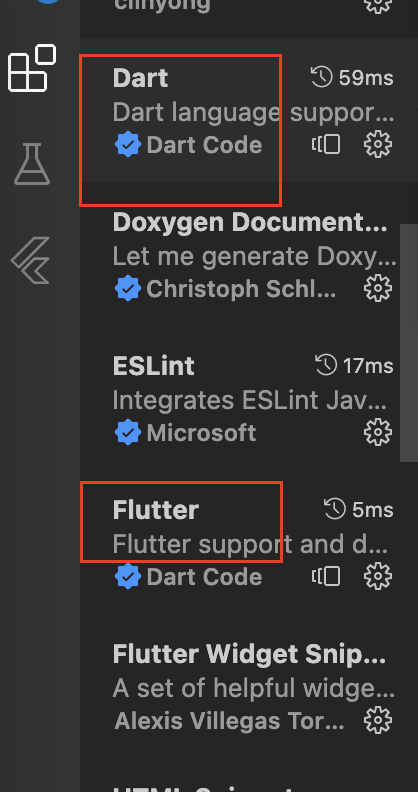 clinyong
Dart 59ms
Dart language suppor...
Dart Code
Doxygen Document...
Let me generate Doxy...
Christoph Schl...
ESLint 17ms
Integrates ESLint Jav...
Microsoft
Flutter 5ms
Flutter support and d...
Dart Code
Flutter Widget Snip...
A set of helpful widge...
Alexis Villegas Tor...